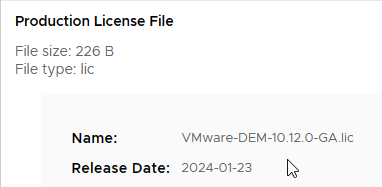 Production License File
File size: 226 B
File type: lic
Name: VMware-DEM-10.12.0-GA.lic
Release Date: 2024-01-23